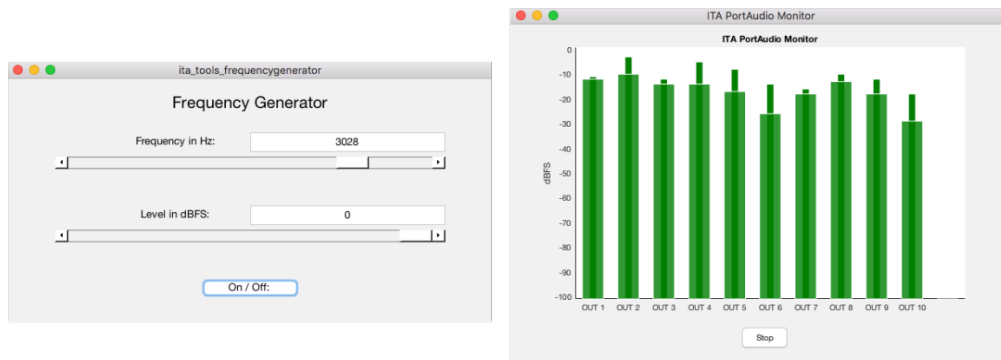 ita_tools_frequencygenerator
Frequency Generator
Frequency in Hz:
3028
Level in dBFS:
0
On / Off:
ITA PortAudio Monitor
ITA PortAudio Monitor
0
-10
-20
-30
-40
-50
-60
-70
-80
-90
-100
dBFS
OUT 1 OUT 2 OUT 3 OUT 4 OUT 5 OUT 6 OUT 7 OUT 8 OUT 9 OUT 10
Stop